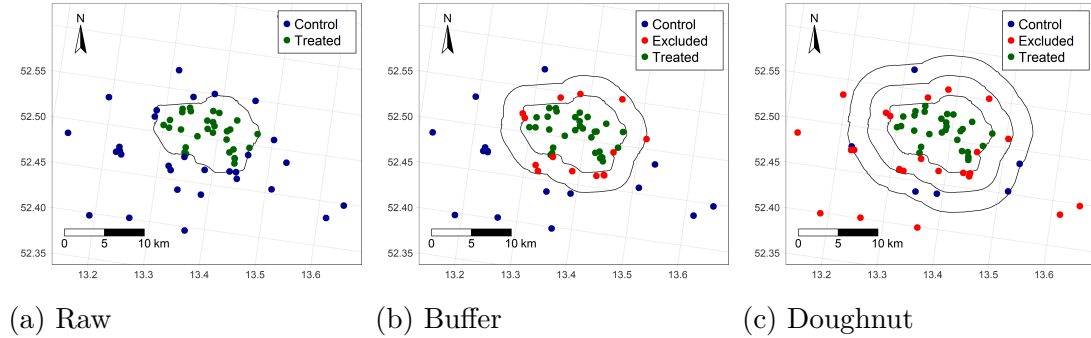 N
Control
Treated
52.55
52.50
52.45
52.40
52.35
0 5 10 km
13.2 13.3 13.4 13.5 13.6
(a) Raw
N
Control
Excluded
Treated
52.55
52.50
52.45
52.40
52.35
0 5 10 km
13.2 13.3 13.4 13.5 13.6
(b) Buffer
N
Control
Excluded
Treated
52.55
52.50
52.45
52.40
52.35
0 5 10 km
13.2 13.3 13.4 13.5 13.6
(c) Doughnut